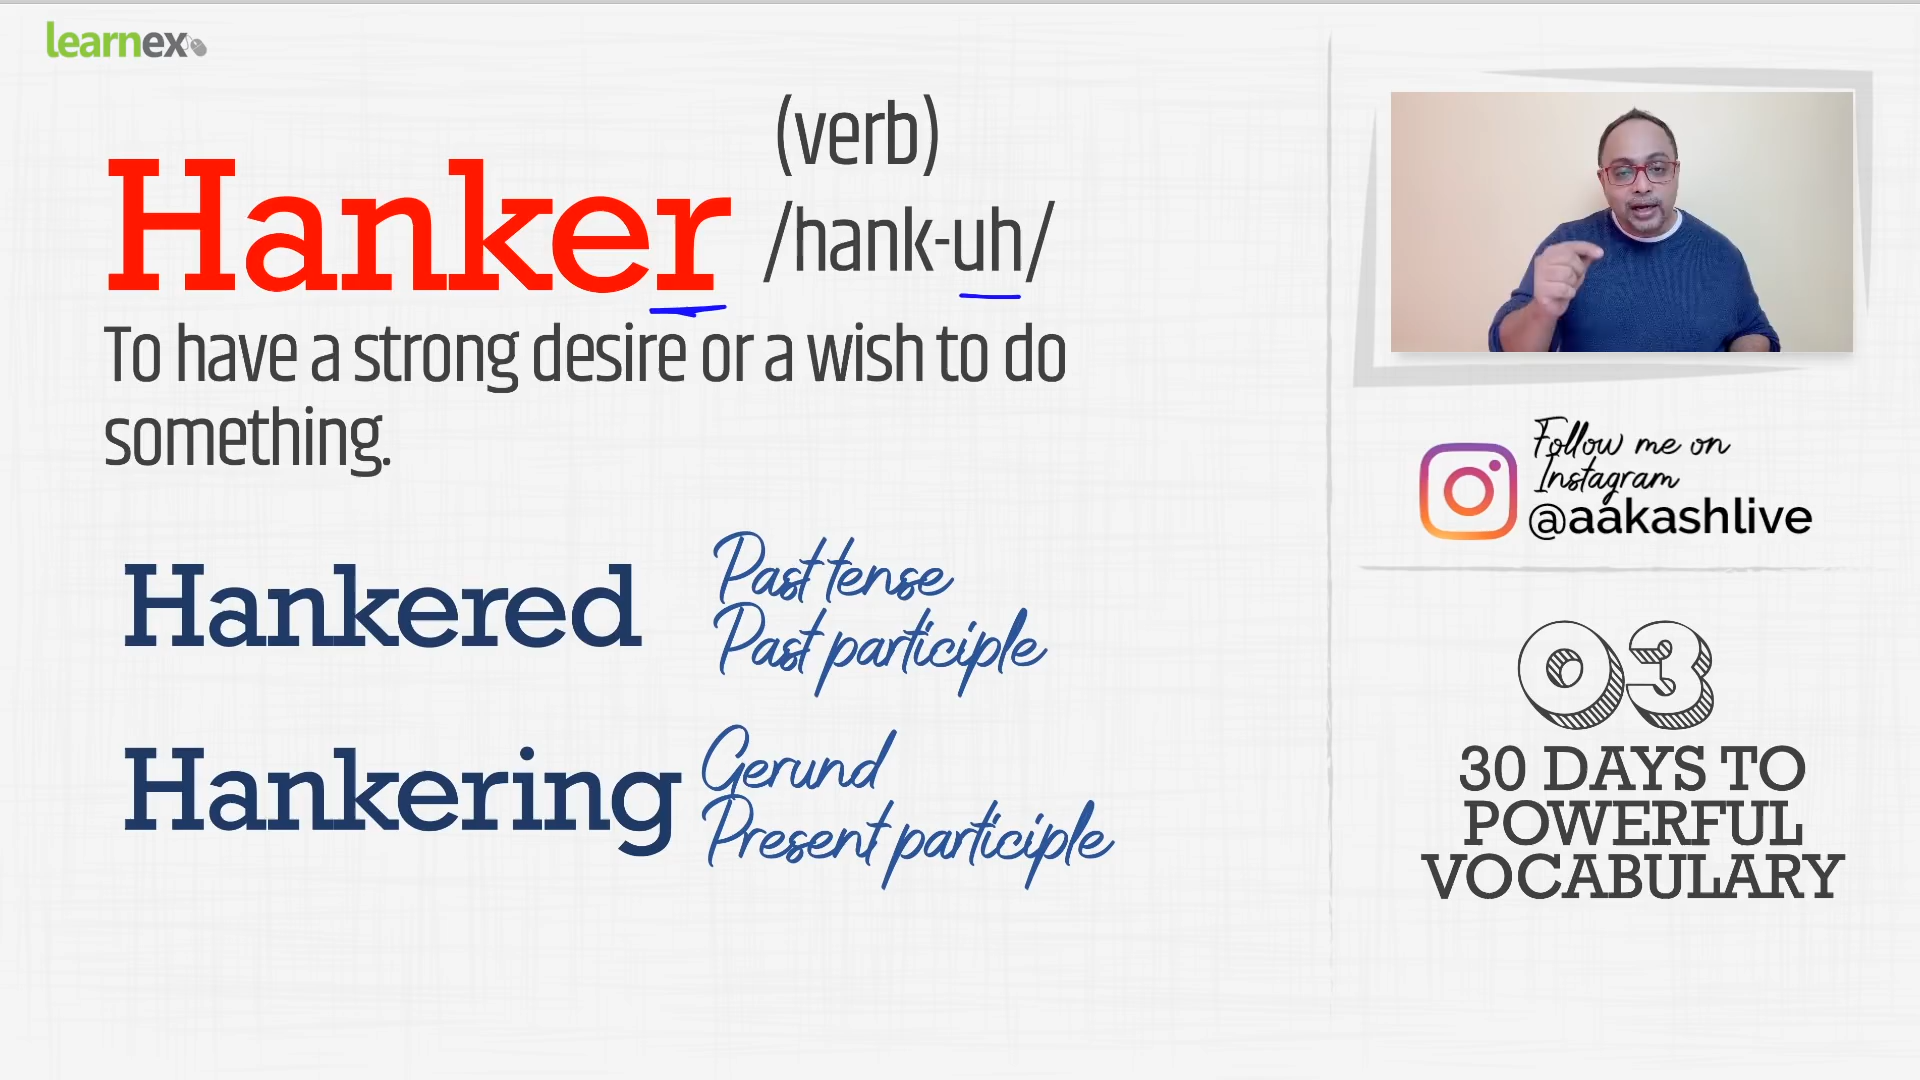 learnex
Hanker
(verb)
/hank-uh/
To have a strong desire or a wish to do
something.
Hankered
Past tense
Past participle
Hankering
Gerund
Present participle
Follow me on
Instagram
@aakashlive
03
30 DAYS TO
POWERFUL
VOCABULARY